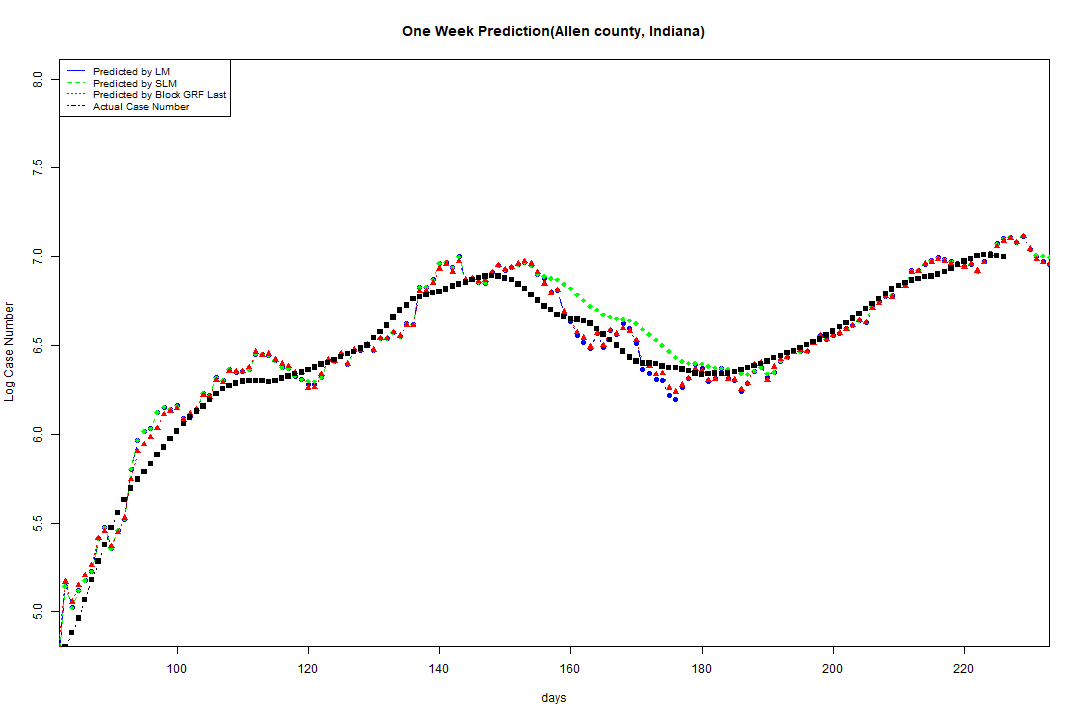 One Week Prediction(Allen county, Indiana)
Predicted by LM
Predicted by SLM
Predicted by Block GRF Last
Actual Case Number
8.0
7.5
7.0
6.5
6.0
5.5
5.0
Log Case Number
100 120 140 160 180 200 220
days